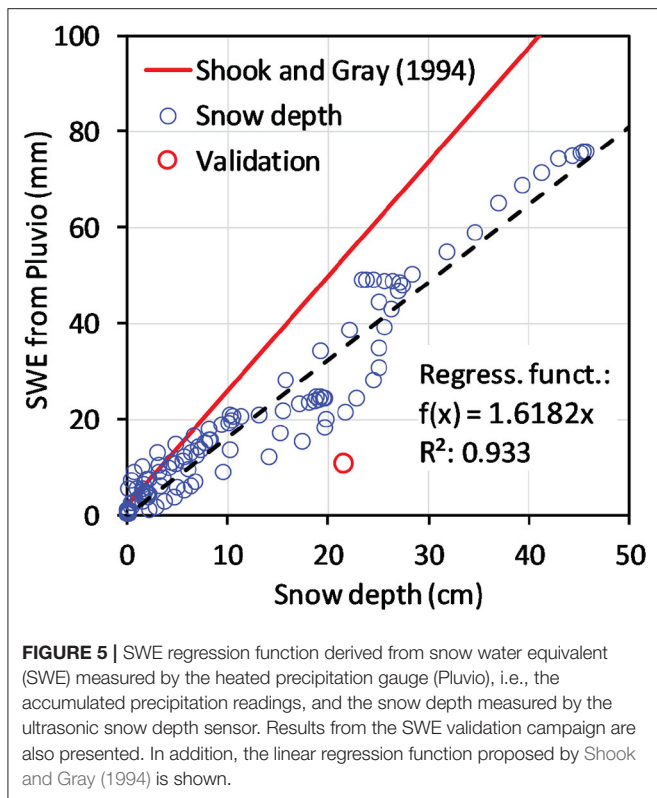 100
80
60
40
20
0
SWE from Pluvio (mm)
Shook and Gray (1994)
Snow depth
Validation
Regress. funct.:
f(x) = 1.6182x
R²: 0.933
0 10 20 30 40 50
Snow depth (cm)
FIGURE 5 | SWE regression function derived from snow water equivalent
(SWE) measured by the heated precipitation gauge (Pluvio), i.e., the
accumulated precipitation readings, and the snow depth measured by the
ultrasonic snow depth sensor. Results from the SWE validation campaign are
also presented. In addition, the linear regression function proposed by Shook
and Gray (1994) is shown.